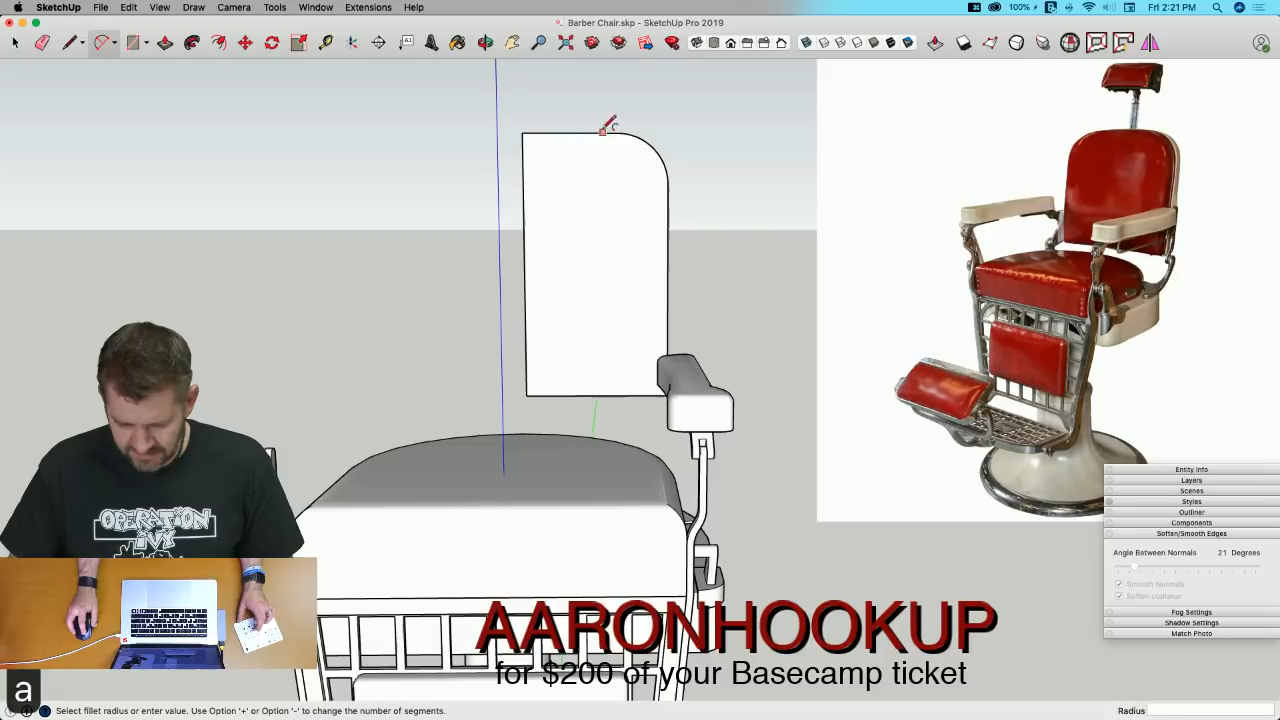 SketchUp File Edit View Draw Camera Tools Window Extensions Help
100% Fri 2:21 PM
Barber Chair.skp - SketchUp Pro 2019
Entity Info
Layers
Scenes
Styles
Outliner
Components
Soften/Smooth Edges
Angle Between Normals 21 Degrees
Smooth Normals
Soften coplanar
Fog Settings
Shadow Settings
Match Photo
OPERATION
IVY
AARONHOOKUP
for $200 of your Basecamp ticket
a
Select fillet radius or enter value. Use Option '+' or Option '-' to change the number of segments.
Radius